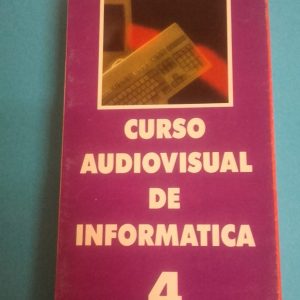 CURSO
AUDIOVISUAL
DE
INFORMATICA
4